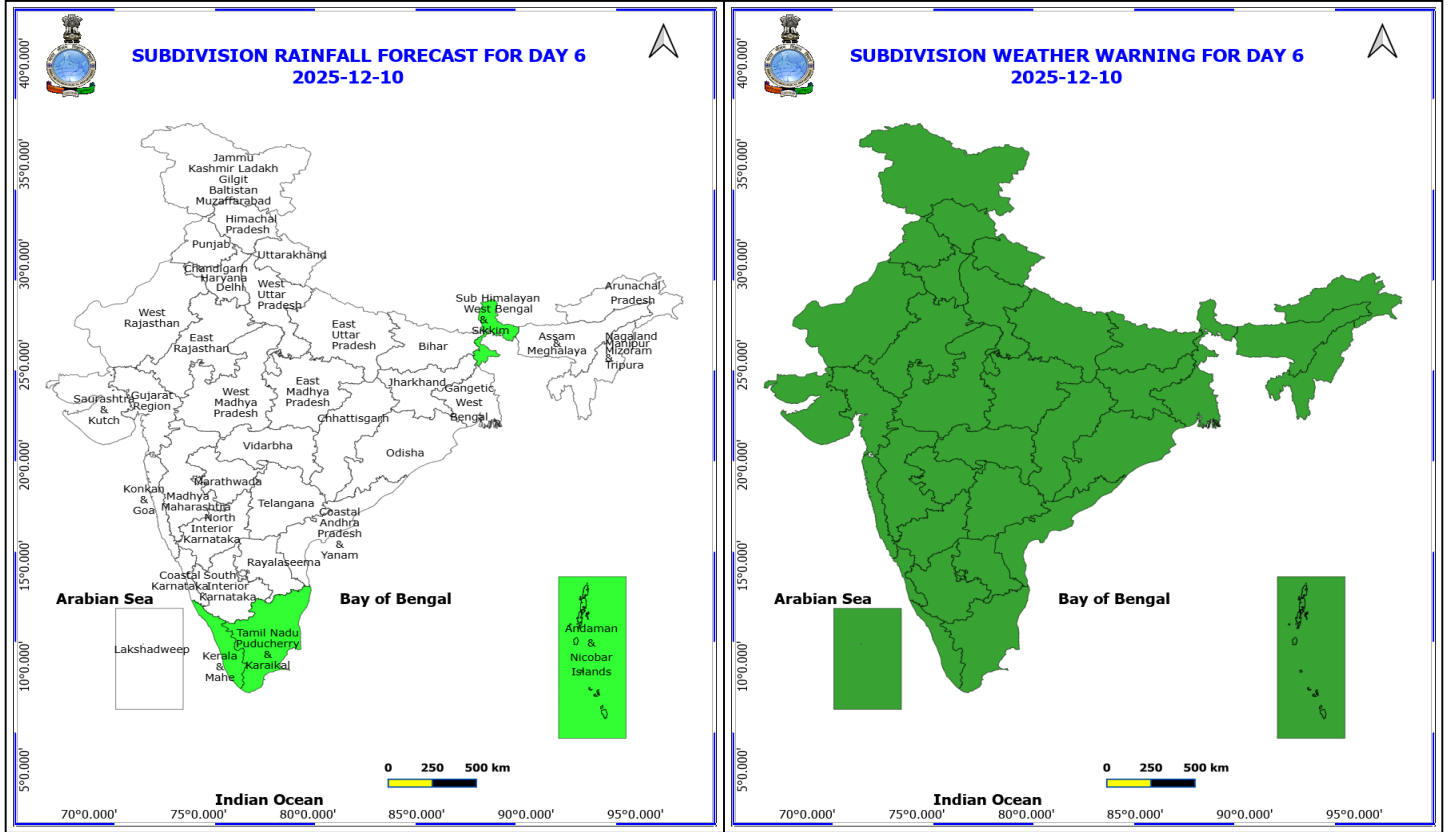 SUBDIVISION RAINFALL FORECAST FOR DAY 6
2025-12-10
40°0.000'
35°0.000'
30°0.000'
25°0.000'
20°0.000'
15°0.000'
10°0.000'
5°0.000'
Jammu
Kashmir Ladakh
Gilgit
Baltistan
Muzaffarabad
Himachal
Pradesh
Punjab
Uttarakhand
Chandigarh
Haryana
Delhi
West
Uttar
Pradesh
Arunachal
Pradesh
Sub Himalayan
West Bengal
&
Sikkim
West
Rajasthan
East
Rajasthan
East
Uttar
Pradesh
Bihar
Assam
&
Meghalaya
Nagaland
Manipur
Mizoram
&
Tripura
Saurashtra
&
Kutch
Gujarat
Region
West
Madhya
Pradesh
East
Madhya
Pradesh
Jharkhand
Gangetic
West
Bengal
Chhattisgarh
Vidarbha
Odisha
Konkan
&
Goa
Madhya
Maharashtra
Marathwada
Telangana
North
Interior
Karnataka
Coastal
Andhra
Pradesh
&
Yanam
Rayalaseema
Coastal
Karnataka
South
Interior
Karnataka
Arabian Sea
Bay of Bengal
Lakshadweep
Kerala
&
Mahe
Tamil Nadu
Puducherry
&
Karaikal
Andaman
&
Nicobar
Islands
0 250 500 km
Indian Ocean
70°0.000' 75°0.000' 80°0.000' 85°0.000' 90°0.000' 95°0.000'
SUBDIVISION WEATHER WARNING FOR DAY 6
2025-12-10
40°0.000'
35°0.000'
30°0.000'
25°0.000'
20°0.000'
15°0.000'
10°0.000'
5°0.000'
Arabian Sea
Bay of Bengal
0 250 500 km
Indian Ocean
70°0.000' 75°0.000' 80°0.000' 85°0.000' 90°0.000' 95°0.000'